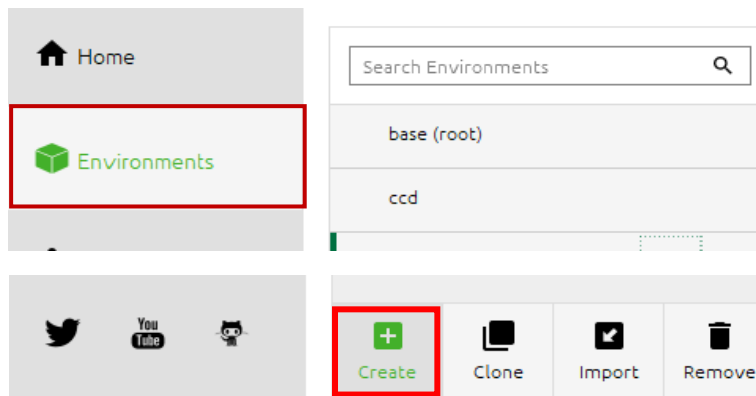 Home
Search Environments
base (root)
Environments
ccd
You
Tube
Create
Clone
Import
Remove